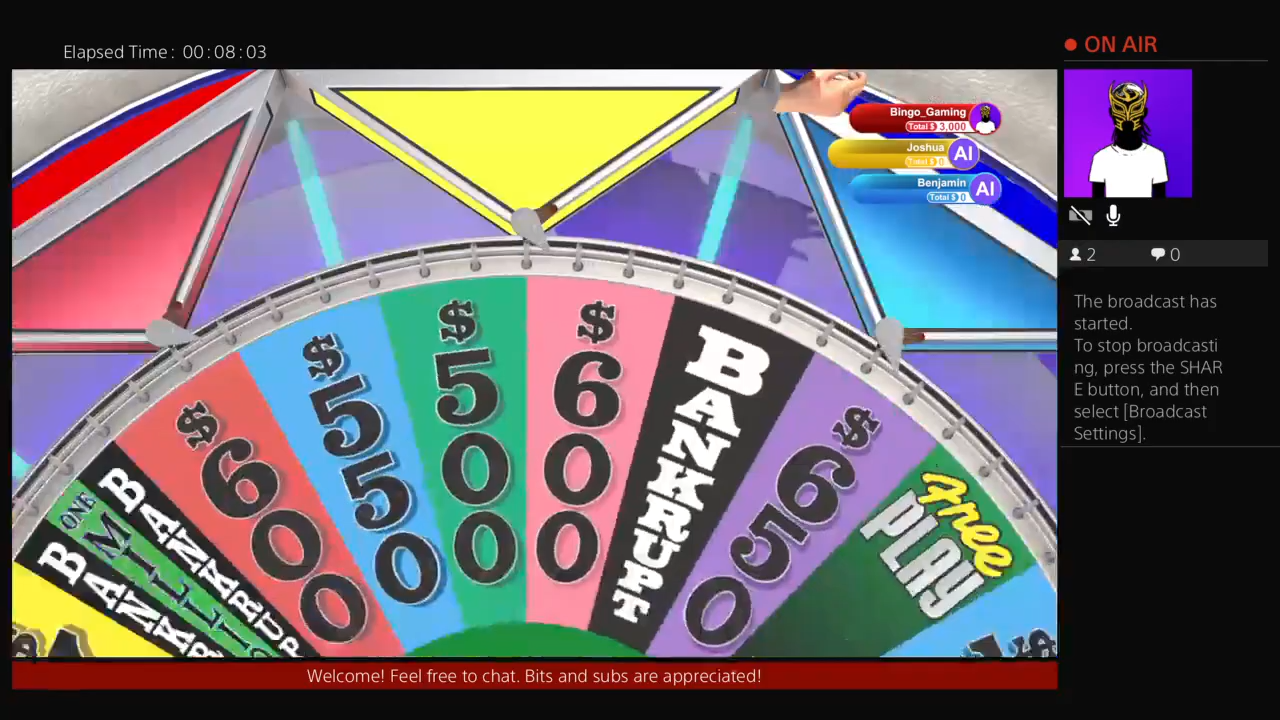 Elapsed Time: 00:08:03
ON AIR
Bingo_Gaming
Total $ 3,000
Joshua
Total $ 0
AI
Benjamin
Total $ 0
AI
2
0
The broadcast has
started.
To stop broadcasti
ng, press the SHAR
E button, and then
select [Broadcast
Settings].
BANKRUPT
ONE
BANKRUPT
$600
$550
$500
$600
BANKRUPT
$650
Free
PLAY
Welcome! Feel free to chat. Bits and subs are appreciated!